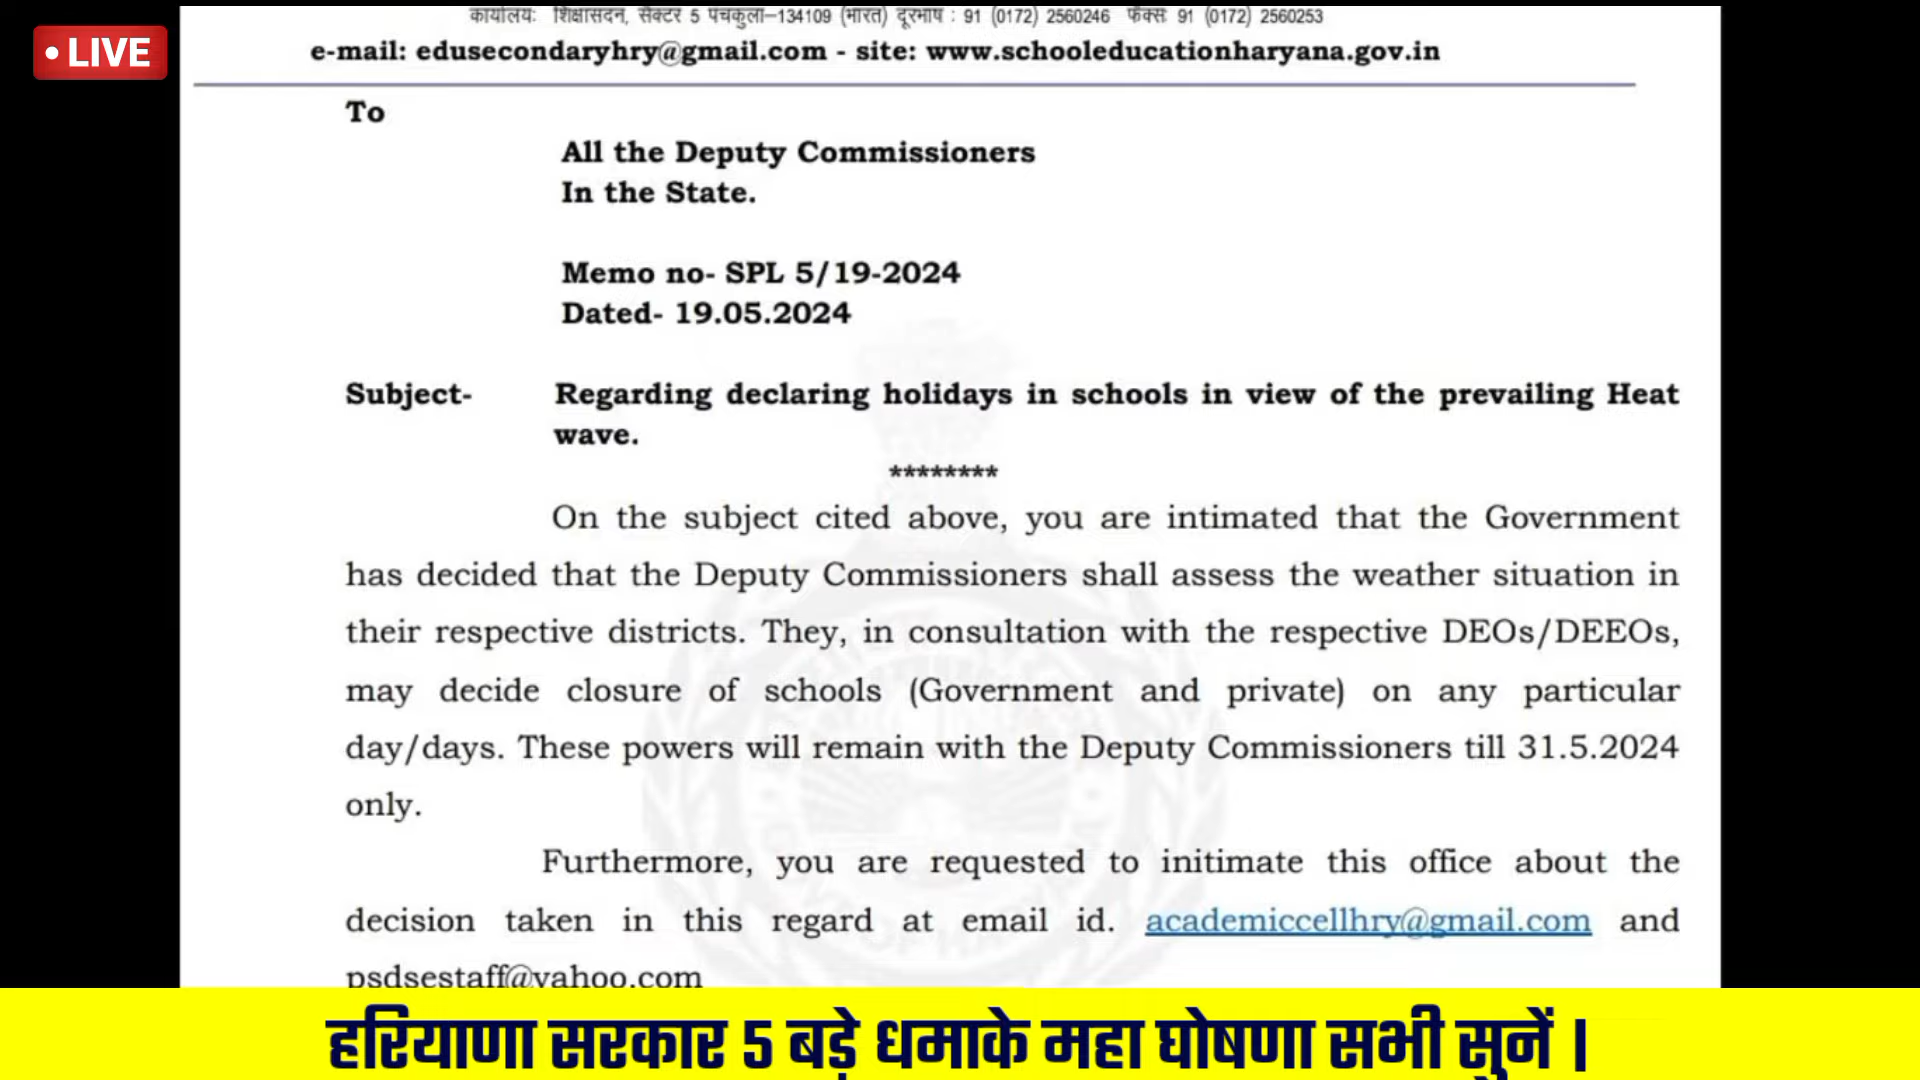 कार्यालयः शिक्षासदन, सैक्टर 5 पंचकुला–134109 (भारत) दूरभाष : 91 (0172) 2560246 फैक्स 91 (0172) 2560253
• LIVE
e-mail: edusecondaryhry@gmail.com - site: www.schooleducationharyana.gov.in
To
All the Deputy Commissioners
In the State.
Memo no- SPL 5/19-2024
Dated- 19.05.2024
Subject- Regarding declaring holidays in schools in view of the prevailing Heat
wave.
********
On the subject cited above, you are intimated that the Government
has decided that the Deputy Commissioners shall assess the weather situation in
their respective districts. They, in consultation with the respective DEOs/DEEOs,
may decide closure of schools (Government and private) on any particular
day/days. These powers will remain with the Deputy Commissioners till 31.5.2024
only.
Furthermore, you are requested to initimate this office about the
decision taken in this regard at email id. academiccellhry@gmail.com and
psdsestaff@yahoo.com
हरियाणा सरकार 5 बड़े धमाके महा घोषणा सभी सुनें ।